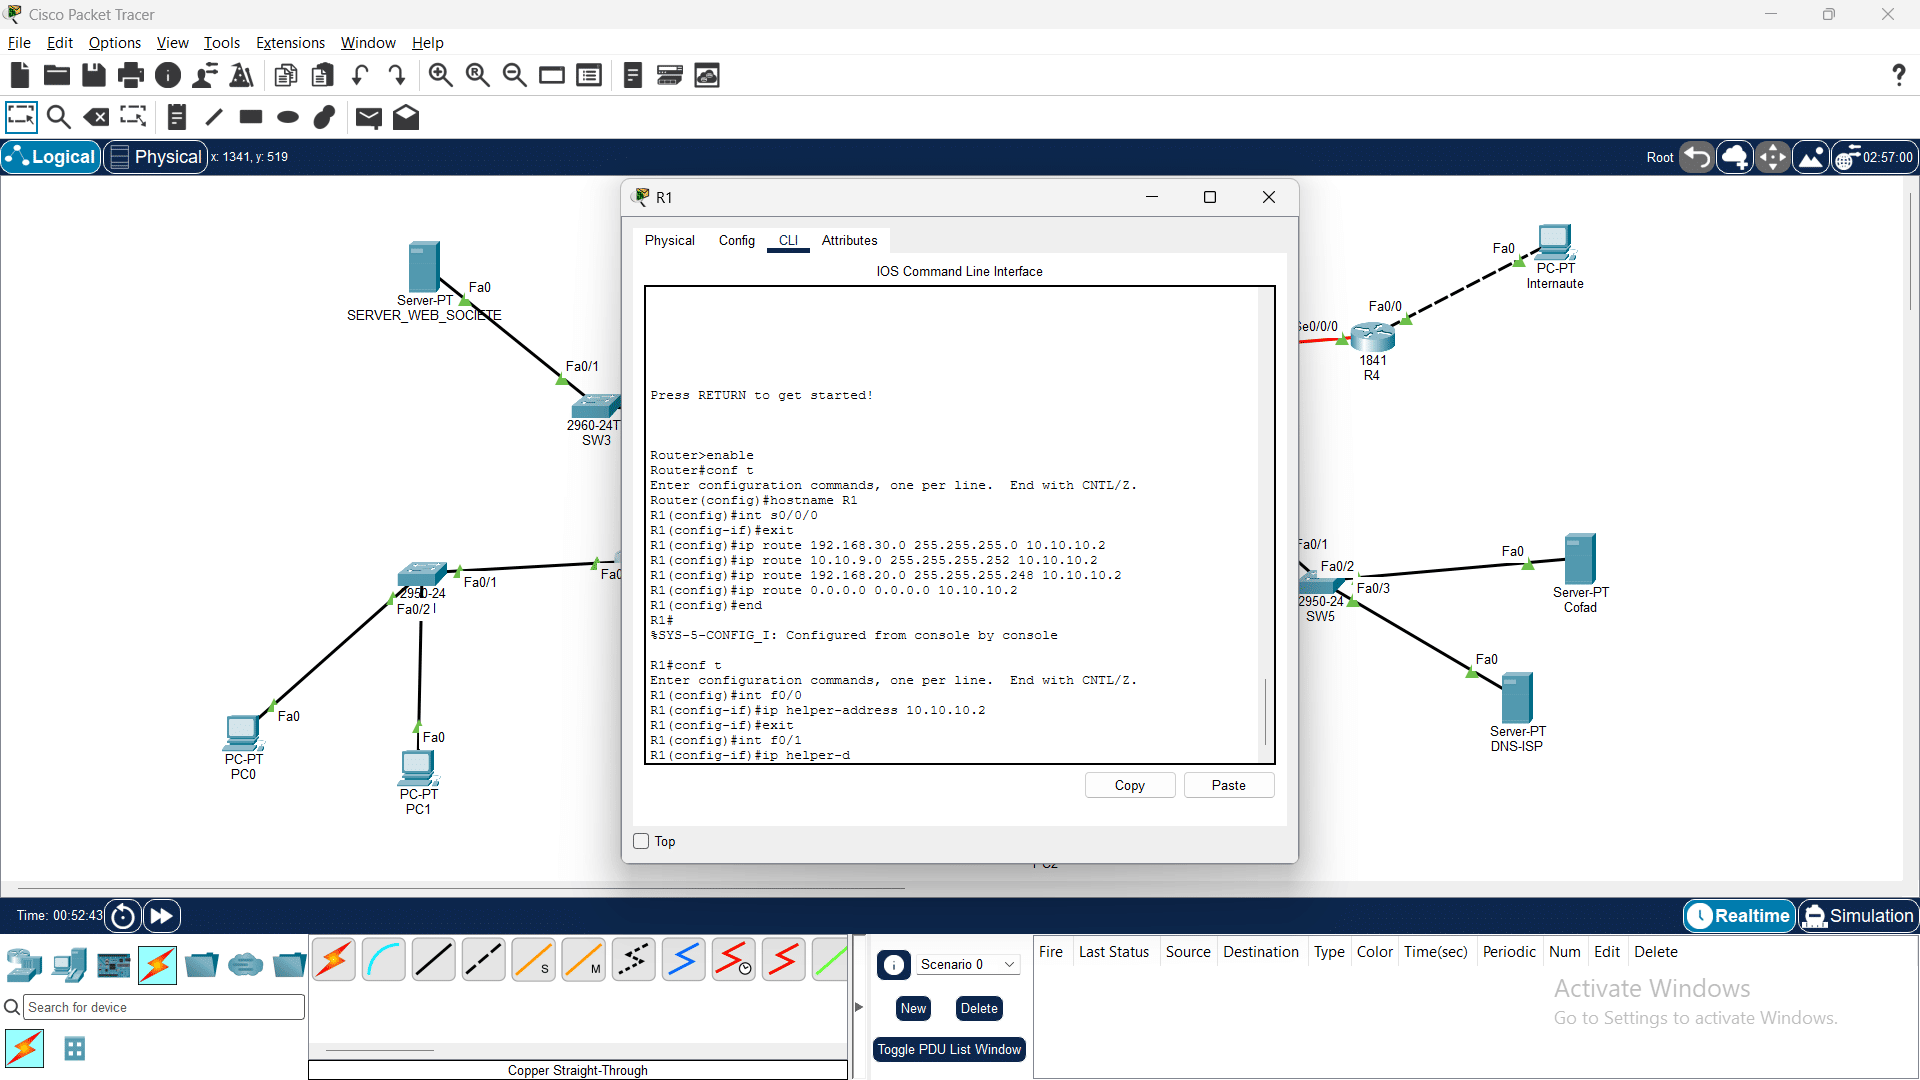 Cisco Packet Tracer
File Edit Options View Tools Extensions Window Help
Logical Physical x: 1341, y: 519 Root 02:57:00
R1
Physical Config CLI Attributes
IOS Command Line Interface
Press RETURN to get started!
Router>enable
Router#conf t
Enter configuration commands, one per line.  End with CNTL/Z.
Router(config)#hostname R1
R1(config)#int s0/0/0
R1(config-if)#exit
R1(config)#ip route 192.168.30.0 255.255.255.0 10.10.10.2
R1(config)#ip route 10.10.9.0 255.255.255.252 10.10.10.2
R1(config)#ip route 192.168.20.0 255.255.255.248 10.10.10.2
R1(config)#ip route 0.0.0.0 0.0.0.0 10.10.10.2
R1(config)#end
R1#
%SYS-5-CONFIG_I: Configured from console by console
R1#conf t
Enter configuration commands, one per line.  End with CNTL/Z.
R1(config)#int f0/0
R1(config-if)#ip helper-address 10.10.10.2
R1(config-if)#exit
R1(config)#int f0/1
R1(config-if)#ip helper-d
Copy Paste
Top
Fa0
Server-PT
SERVER_WEB_SOCIETE
Fa0/1
2960-24T
SW3
2950-24
Fa0/1
Fa0/2
Fa0
PC-PT
PC0
Fa0
PC-PT
PC1
Fa0
PC-PT
Internaute
Fa0/0
Se0/0/0
1841
R4
Fa0/1
Fa0/2
Fa0/3
2950-24
SW5
Fa0
Server-PT
Cofad
Fa0
Server-PT
DNS-ISP
PC2
Time: 00:52:43 Realtime Simulation
S M
Search for device
Copper Straight-Through
Scenario 0
New Delete
Toggle PDU List Window
Fire Last Status Source Destination Type Color Time(sec) Periodic Num Edit Delete
Activate Windows
Go to Settings to activate Windows.